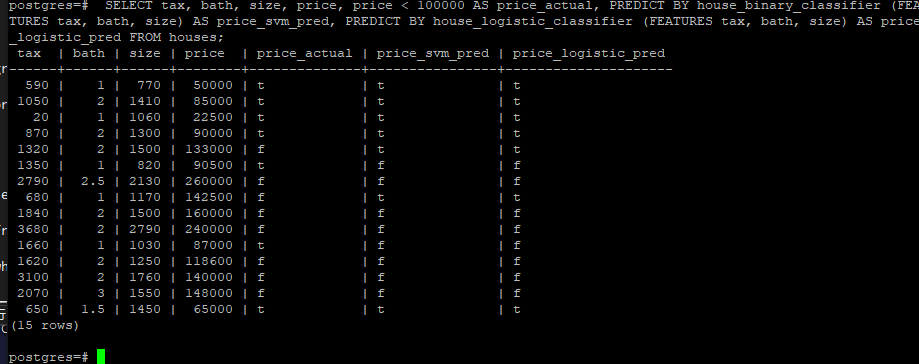 postgres=#  SELECT tax, bath, size, price, price < 100000 AS price_actual, PREDICT BY house_binary_classifier (FEA
TURES tax, bath, size) AS price_svm_pred, PREDICT BY house_logistic_classifier (FEATURES tax, bath, size) AS price
_logistic_pred FROM houses;
 tax  | bath | size | price  | price_actual | price_svm_pred | price_logistic_pred
------+------+------+--------+--------------+----------------+---------------------
  590 |    1 |  770 |  50000 | t            | t              | t
 1050 |    2 | 1410 |  85000 | t            | t              | t
   20 |    1 | 1060 |  22500 | t            | t              | t
  870 |    2 | 1300 |  90000 | t            | t              | t
 1320 |    2 | 1500 | 133000 | f            | t              | t
 1350 |    1 |  820 |  90500 | t            | f              | f
 2790 |  2.5 | 2130 | 260000 | f            | f              | f
  680 |    1 | 1170 | 142500 | f            | t              | t
 1840 |    2 | 1500 | 160000 | f            | f              | f
 3680 |    2 | 2790 | 240000 | f            | f              | f
 1660 |    1 | 1030 |  87000 | t            | f              | f
 1620 |    2 | 1250 | 118600 | f            | f              | f
 3100 |    2 | 1760 | 140000 | f            | f              | f
 2070 |    3 | 1550 | 148000 | f            | f              | f
  650 |  1.5 | 1450 |  65000 | t            | t              | t
(15 rows)
postgres=#